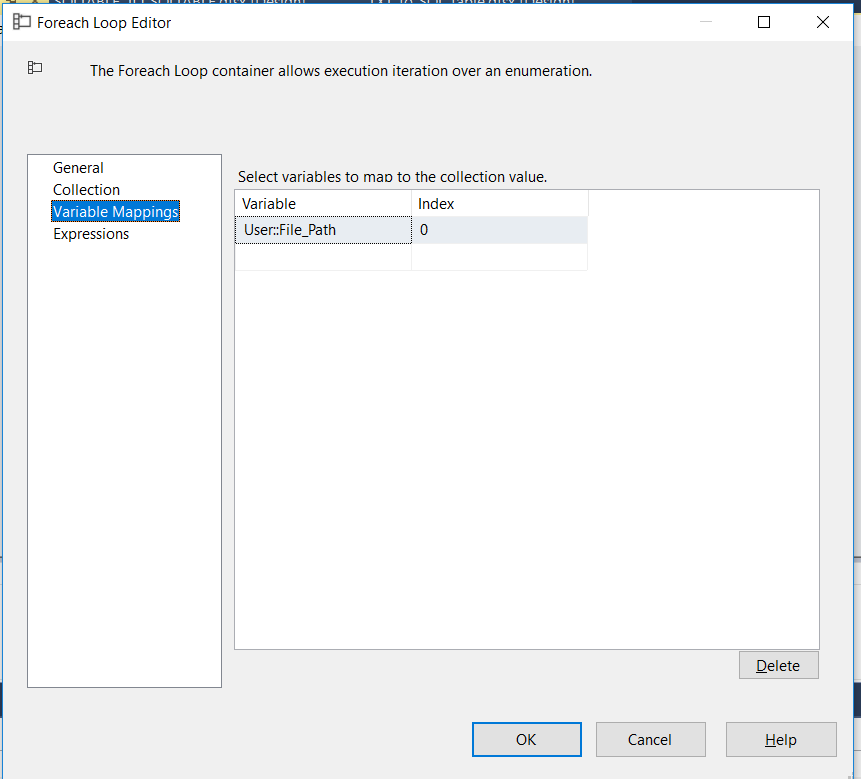 Foreach Loop Editor
The Foreach Loop container allows execution iteration over an enumeration.
General
Collection
Variable Mappings
Expressions
Select variables to map to the collection value.
Variable Index
User::File_Path 0
Delete
OK Cancel Help